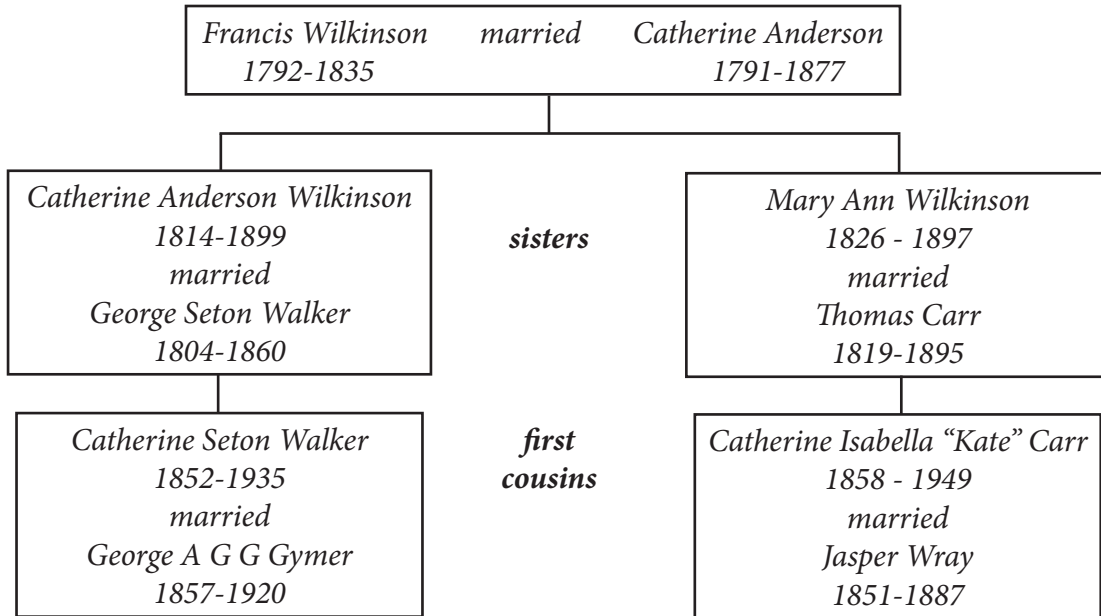 Francis Wilkinson married Catherine Anderson
1792-1835 1791-1877
Catherine Anderson Wilkinson
1814-1899
married
George Seton Walker
1804-1860
sisters
Mary Ann Wilkinson
1826 - 1897
married
Thomas Carr
1819-1895
Catherine Seton Walker
1852-1935
married
George A G G Gymer
1857-1920
first
cousins
Catherine Isabella “Kate” Carr
1858 - 1949
married
Jasper Wray
1851-1887